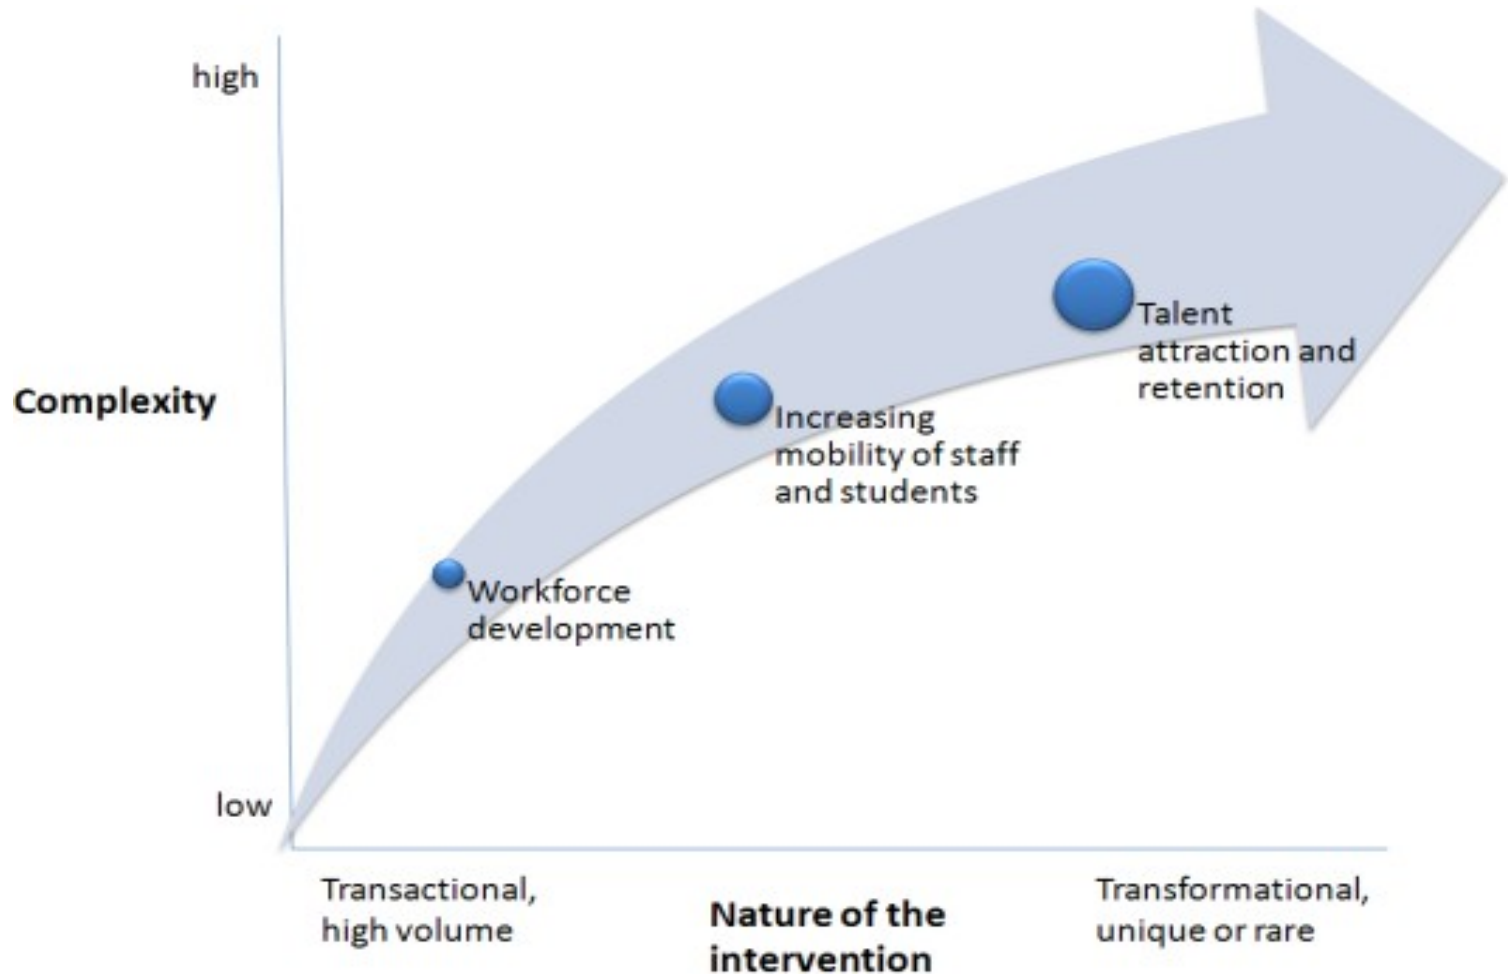 high
Complexity
low
Talent
attraction and
retention
Increasing
mobility of staff
and students
Workforce
development
Transactional,
high volume
Nature of the
intervention
Transformational,
unique or rare